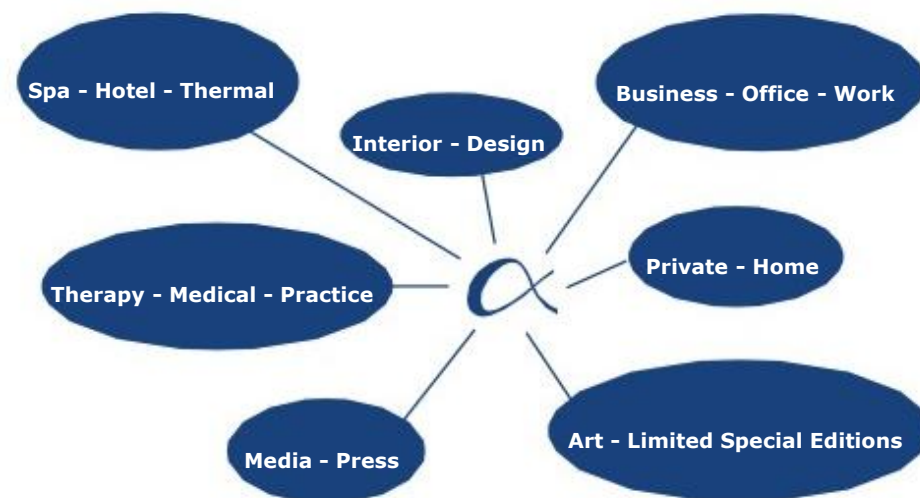 Spa - Hotel - Thermal
Business - Office - Work
Interior - Design
Private - Home
Therapy - Medical - Practice
α
Art - Limited Special Editions
Media - Press